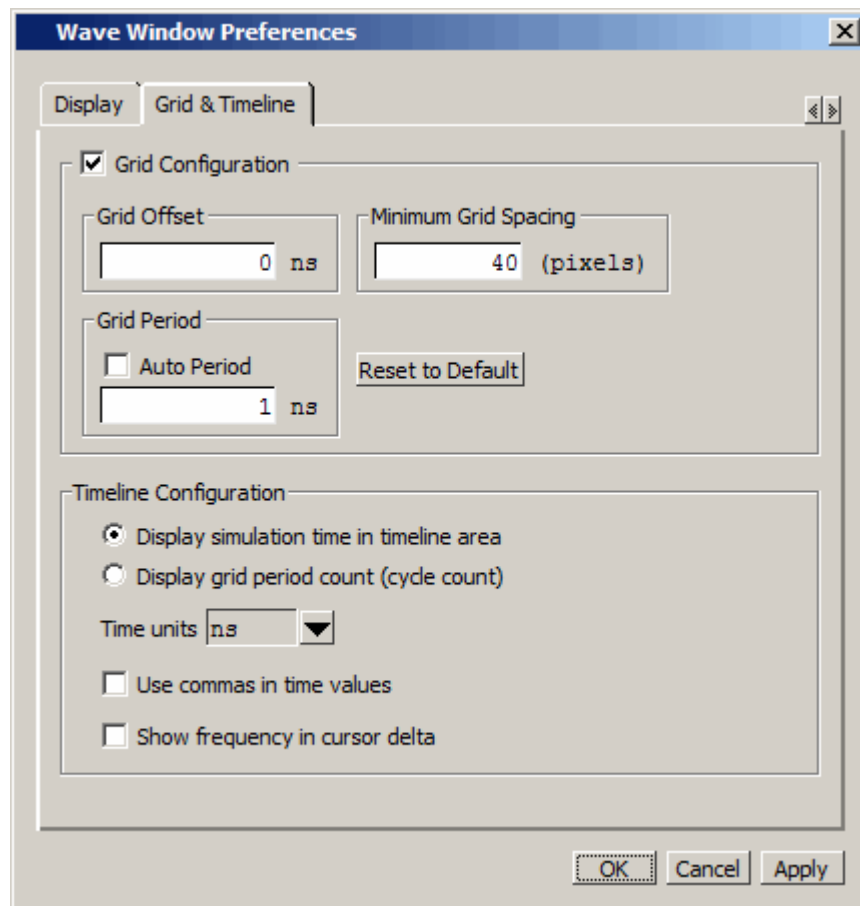 Wave Window Preferences
Display Grid & Timeline
Grid Configuration
Grid Offset
0 ns
Minimum Grid Spacing
40 (pixels)
Grid Period
Auto Period
1 ns
Reset to Default
Timeline Configuration
Display simulation time in timeline area
Display grid period count (cycle count)
Time units ns
Use commas in time values
Show frequency in cursor delta
OK Cancel Apply